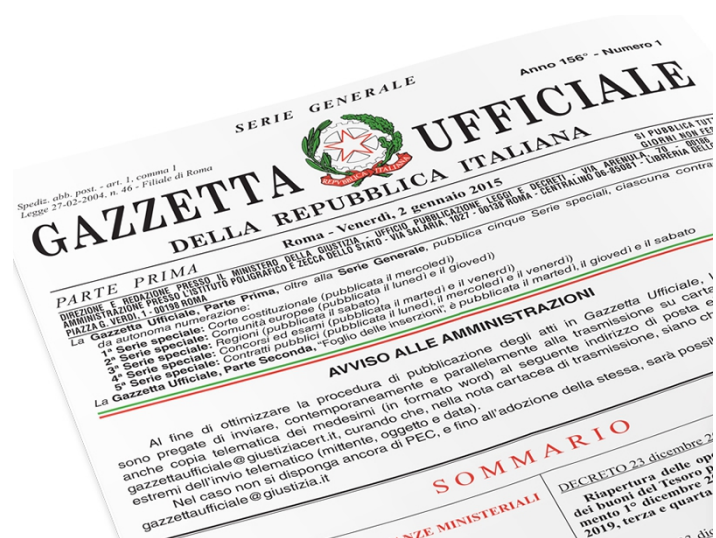 Anno 156° - Numero 1
SERIE GENERALE
Spediz. abb. post. - art. 1, comma 1
Legge 27-02-2004, n. 46 - Filiale di Roma
GAZZETTA UFFICIALE
REPUBBLICA ITALIANA
DELLA REPUBBLICA ITALIANA
PARTE PRIMA
Roma - Venerdì, 2 gennaio 2015
SI PUBBLICA TUTT
GIORNI NON FES
DIREZIONE E REDAZIONE PRESSO IL MINISTERO DELLA GIUSTIZIA - UFFICIO PUBBLICAZIONE LEGGI E DECRETI - VIA ARENULA, 70 - 00186
AMMINISTRAZIONE PRESSO L'ISTITUTO POLIGRAFICO E ZECCA DELLO STATO - VIA SALARIA, 1027 - 00138 ROMA - CENTRALINO 06-85081 - LIBRERIA DELLO
PIAZZA G. VERDI, 1 - 00198 ROMA
La Gazzetta Ufficiale, Parte Prima, oltre alla Serie Generale, pubblica cinque Serie speciali, ciascuna contra
da autonoma numerazione:
1ª Serie speciale: Corte costituzionale (pubblicata il mercoledì)
2ª Serie speciale: Comunità europee (pubblicata il lunedì e il giovedì)
3ª Serie speciale: Regioni (pubblicata il sabato)
4ª Serie speciale: Concorsi ed esami (pubblicata il martedì e il venerdì)
5ª Serie speciale: Contratti pubblici (pubblicata il lunedì, il mercoledì e il venerdì)
La Gazzetta Ufficiale, Parte Seconda, "Foglio delle inserzioni", è pubblicata il martedì, il giovedì e il sabato
AVVISO ALLE AMMINISTRAZIONI
Al fine di ottimizzare la procedura di pubblicazione degli atti in Gazzetta Ufficiale, l
sono pregate di inviare, contemporaneamente e parallelamente alla trasmissione su carta
anche copia telematica dei medesimi (in formato word) al seguente indirizzo di posta e
gazzettaufficiale@giustiziacert.it, curando che, nella nota cartacea di trasmissione, siano ch
estremi dell'invio telematico (mittente, oggetto e data).
Nel caso non si disponga ancora di PEC, e fino all'adozione della stessa, sarà possi
gazzettaufficiale@giustizia.it
SOMMARIO
NZE MINISTERIALI
DECRETO 23 dicembre 2
Riapertura delle ope
dei buoni del Tesoro p
mento 1° dicembre 2
2019, terza e quarta